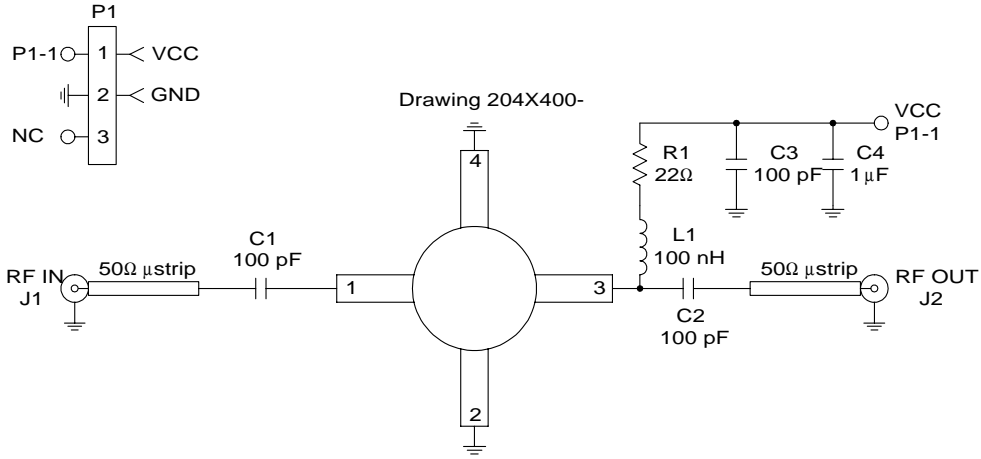 P1
P1-1 1 VCC
2 GND
NC 3
Drawing 204X400-
4
VCC
P1-1
R1
22Ω
C3
100 pF
C4
1 μF
L1
100 nH
C1
100 pF
RF IN
J1
50Ω μstrip
1
3
C2
100 pF
50Ω μstrip
RF OUT
J2
2